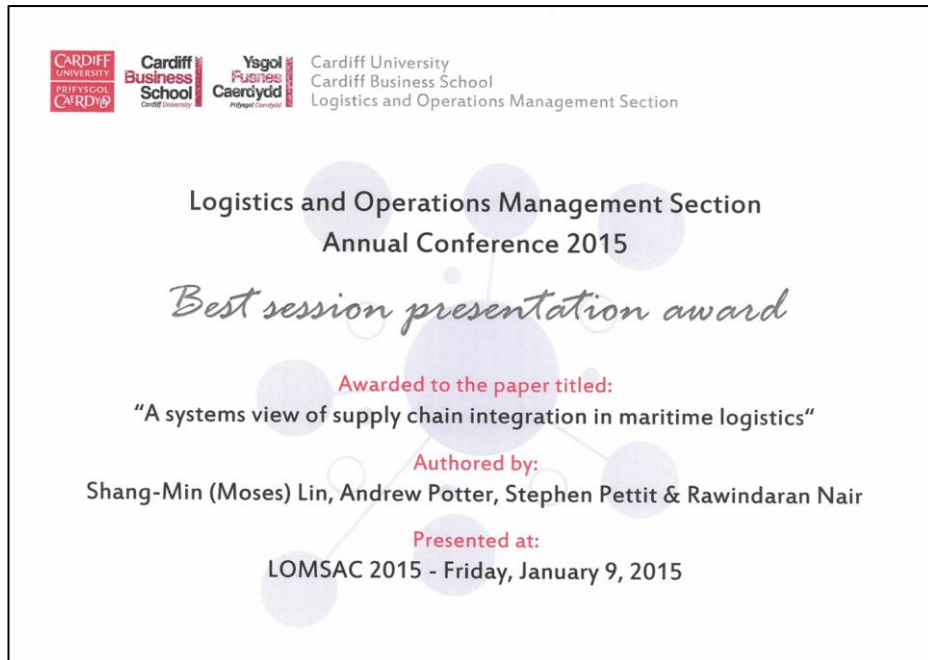 CARDIFF
UNIVERSITY
PRIFYSGOL
CAERDYDD
Cardiff
Business
School
Cardiff University
Ysgol
Fusnes
Caerdydd
Prifysgol Caerdydd
Cardiff University
Cardiff Business School
Logistics and Operations Management Section
Logistics and Operations Management Section
Annual Conference 2015
Best session presentation award
Awarded to the paper titled:
“A systems view of supply chain integration in maritime logistics“
Authored by:
Shang-Min (Moses) Lin, Andrew Potter, Stephen Pettit & Rawindaran Nair
Presented at:
LOMSAC 2015 - Friday, January 9, 2015